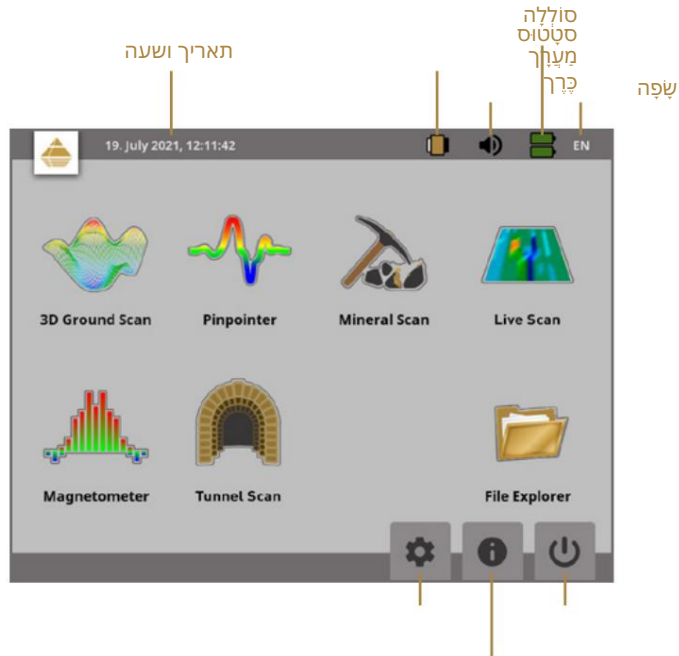 סוֹלְלָה
סטָטוּס
מַעֲרָך
כֶּרֶך
תאריך ושעה
שָׂפָה
19. July 2021, 12:11:42
EN
3D Ground Scan
Pinpointer
Mineral Scan
Live Scan
Magnetometer
Tunnel Scan
File Explorer